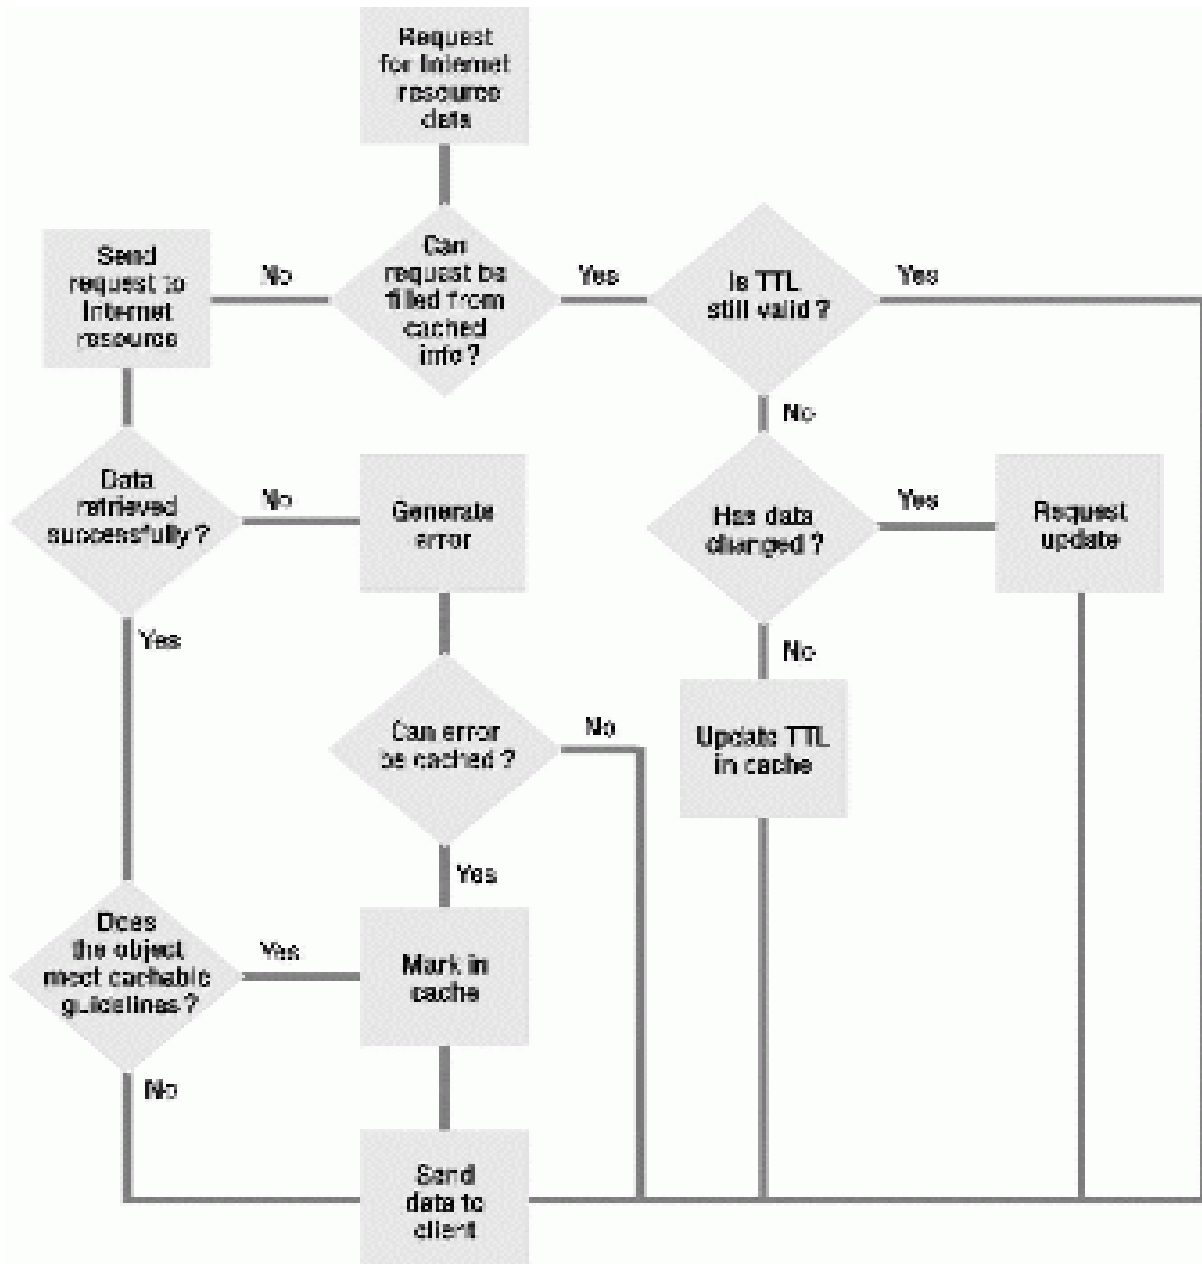 Request
for Internet
resource
data
Send
request to
Internet
resource
No
Can
request be
filled from
cached
info?
Yes
Is TTL
still valid?
Yes
No
Data
retrieved
successfully?
No
Generate
error
Has data
changed?
Yes
Request
update
Yes
No
Can error
be cached?
No
Update TTL
in cache
Yes
Does
the object
meet cachable
guidelines?
Yes
Mark in
cache
No
Send
data to
client